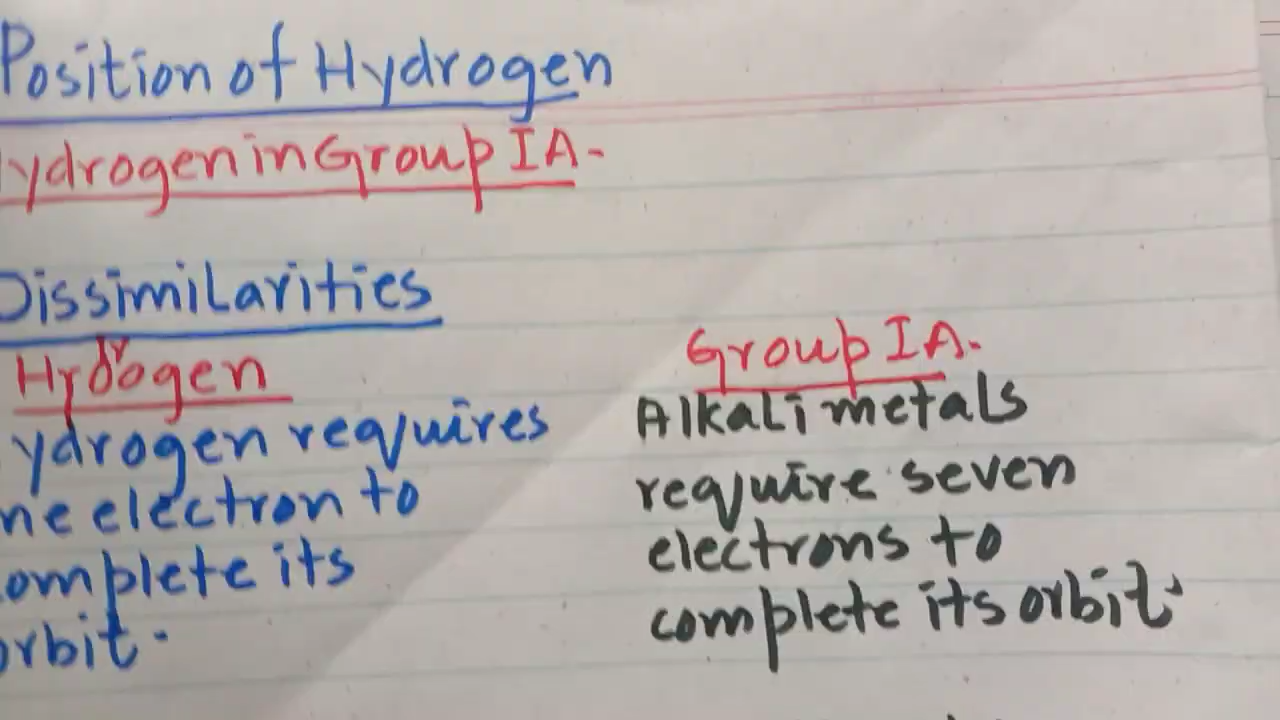 Position of Hydrogen
ydrogen in Group IA-
Dissimilarities
Hydrogen
Group IA.
ydrogen requires
ne electron to
omplete its
orbit.
Alkali metals
require seven
electrons to
complete its orbit.